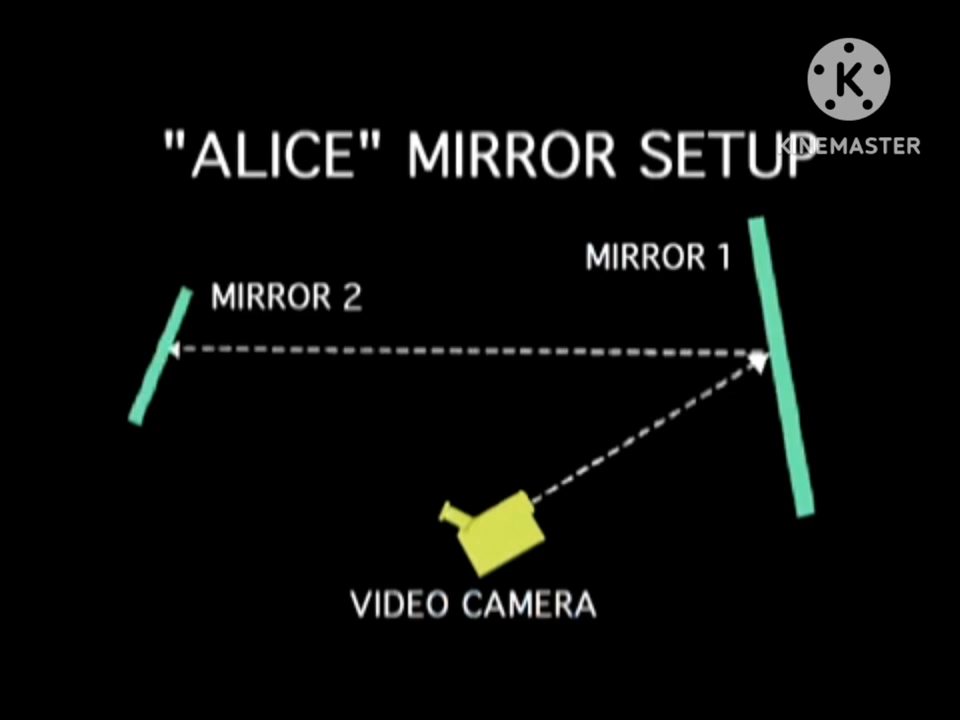 K
KINEMASTER
"ALICE" MIRROR SETUP
MIRROR 1
MIRROR 2
VIDEO CAMERA